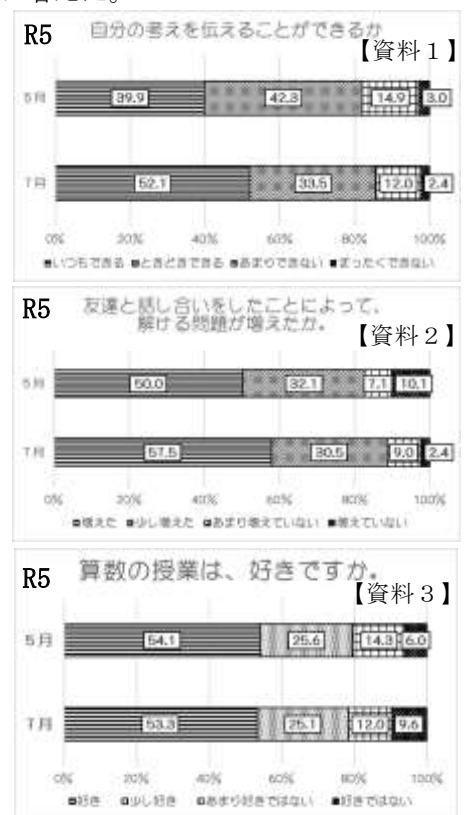 R5
自分の考えを伝えることができるか
【資料１】
5月
39.9 42.3 14.9 3.0
7月
52.1 33.5 12.0 2.4
0% 20% 40% 60% 80% 100%
■いつもできる ■ときどきできる ■あまりできない ■まったくできない
R5
友達と話し合いをしたことによって、
解ける問題が増えたか。
【資料２】
5月
50.0 32.1 7.1 10.1
7月
57.5 30.5 9.0 2.4
0% 20% 40% 60% 80% 100%
■増えた ■少し増えた ■あまり増えていない ■増えていない
R5
算数の授業は、好きですか。
【資料３】
5月
54.1 25.6 14.3 6.0
7月
53.3 25.1 12.0 9.6
0% 20% 40% 60% 80% 100%
■好き ■少し好き ■あまり好きではない ■好きではない